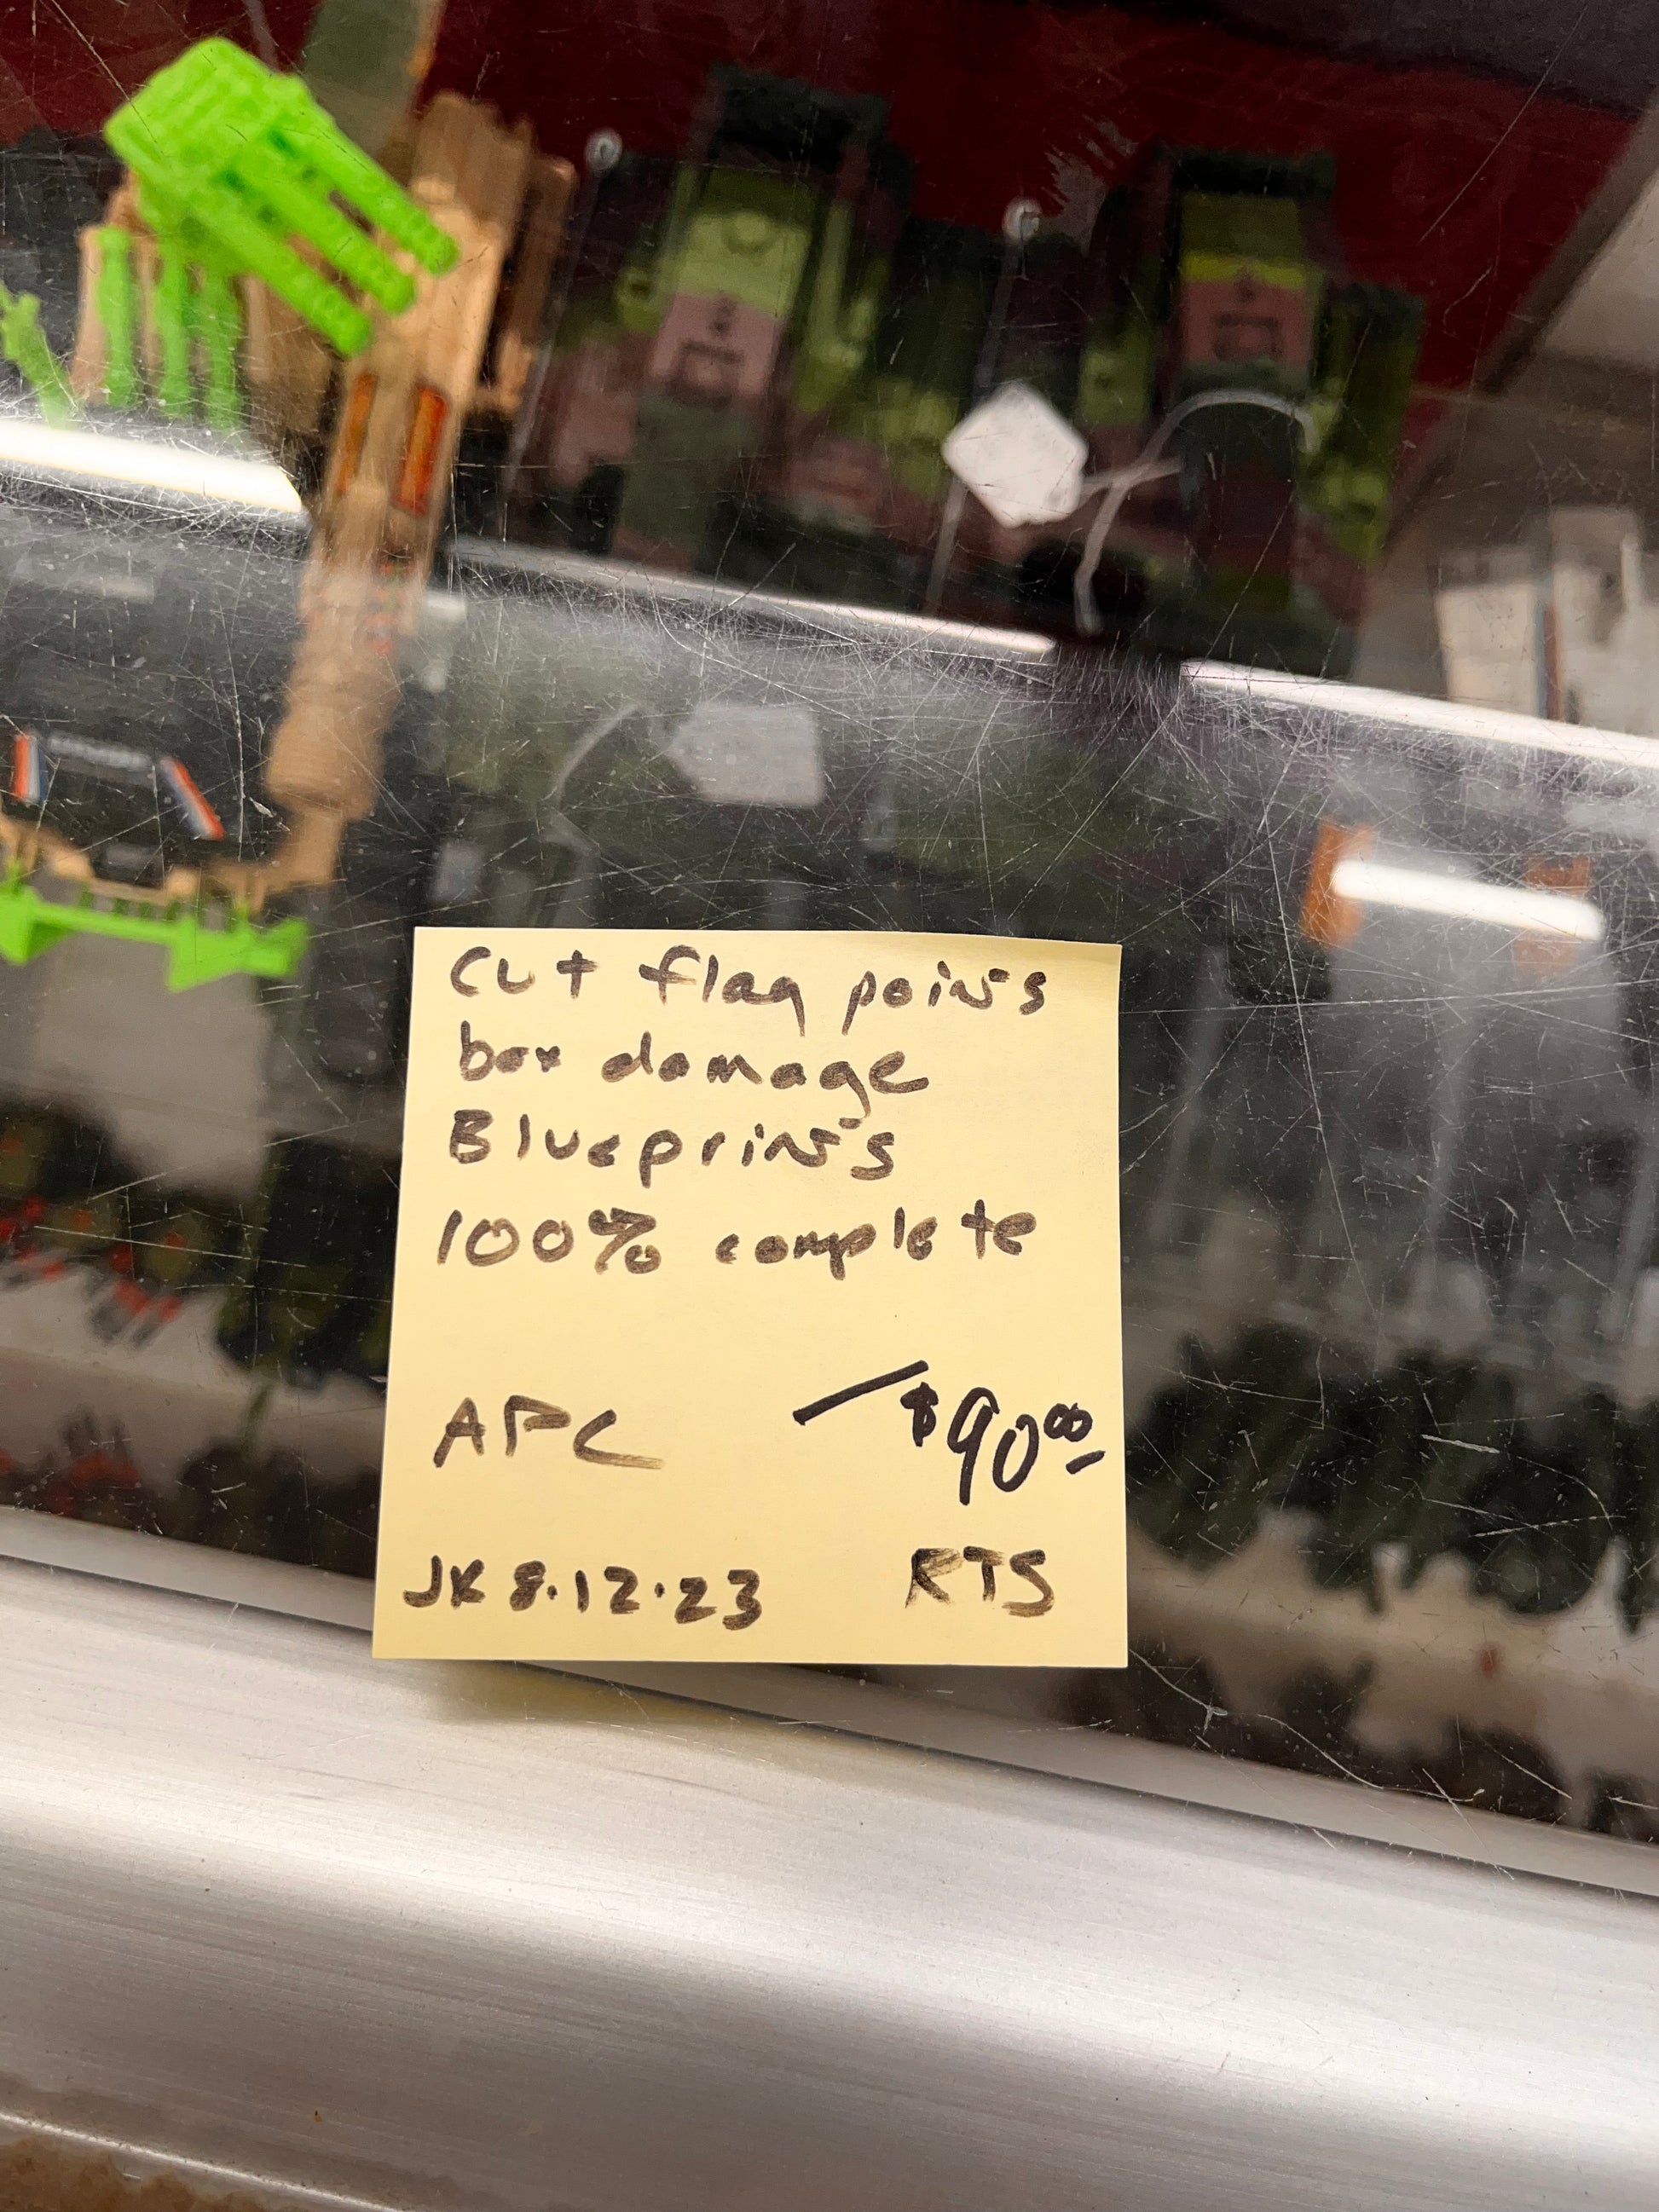 Cut flag points
box damage
Blueprints
100% complete
APC $90.00
JK 8.12.23 RTS